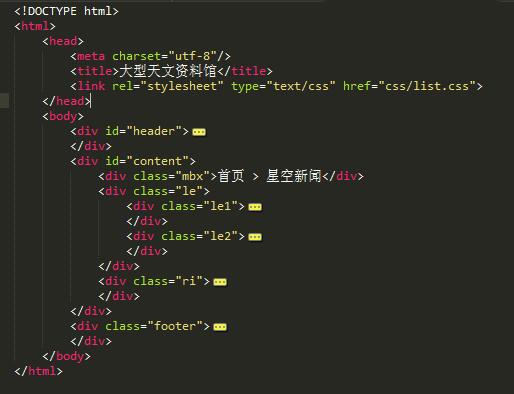 <!DOCTYPE html>
<html>
<head>
<meta charset="utf-8"/>
<title>大型天文资料馆</title>
<link rel="stylesheet" type="text/css" href="css/list.css">
</head>
<body>
<div id="header">
</div>
<div id="content">
<div class="mbx">首页 > 星空新闻</div>
<div class="le">
<div class="le1">
</div>
<div class="le2">
</div>
</div>
<div class="ri">
</div>
</div>
<div class="footer">
</div>
</body>
</html>